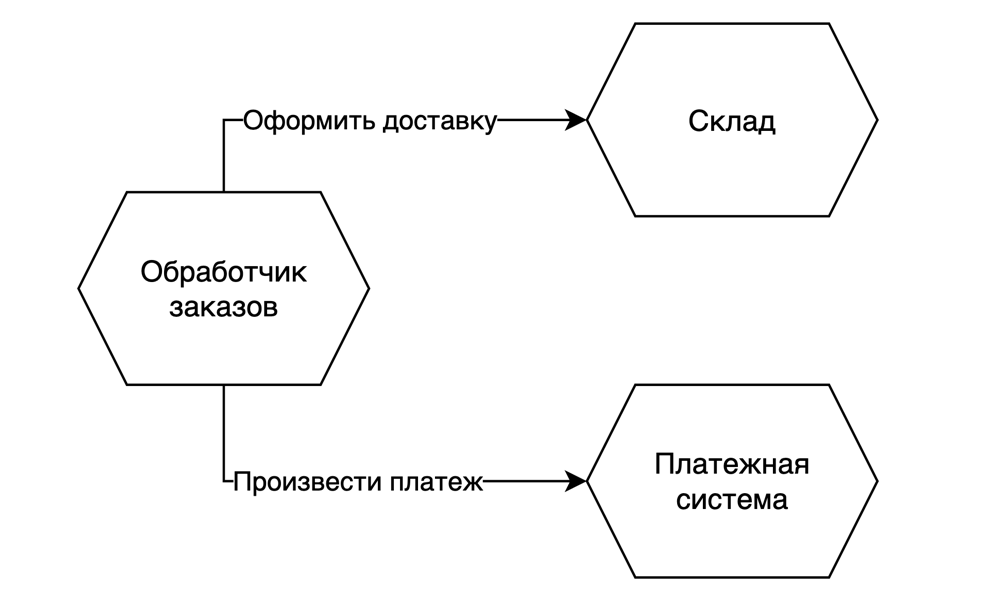 Оформить доставку
Склад
Обработчик
заказов
Произвести платеж
Платежная
система